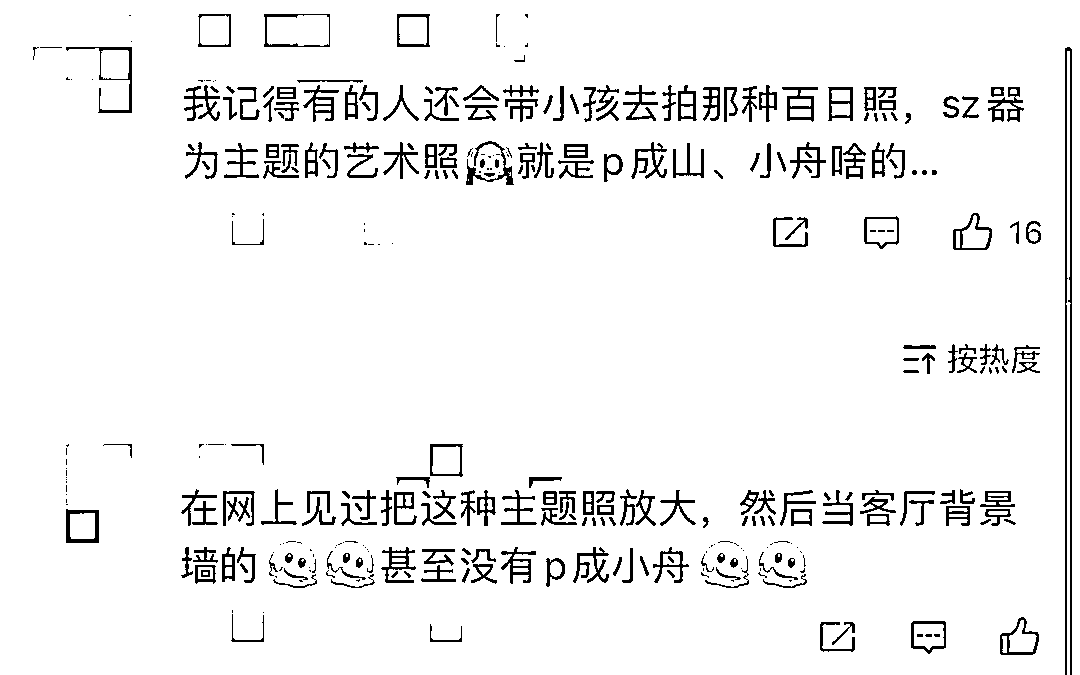 我记得有的人还会带小孩去拍那种百日照，sz器
为主题的艺术照就是p成山、小舟啥的...
16
按热度
在网上见过把这种主题照放大，然后当客厅背景
墙的甚至没有p成小舟